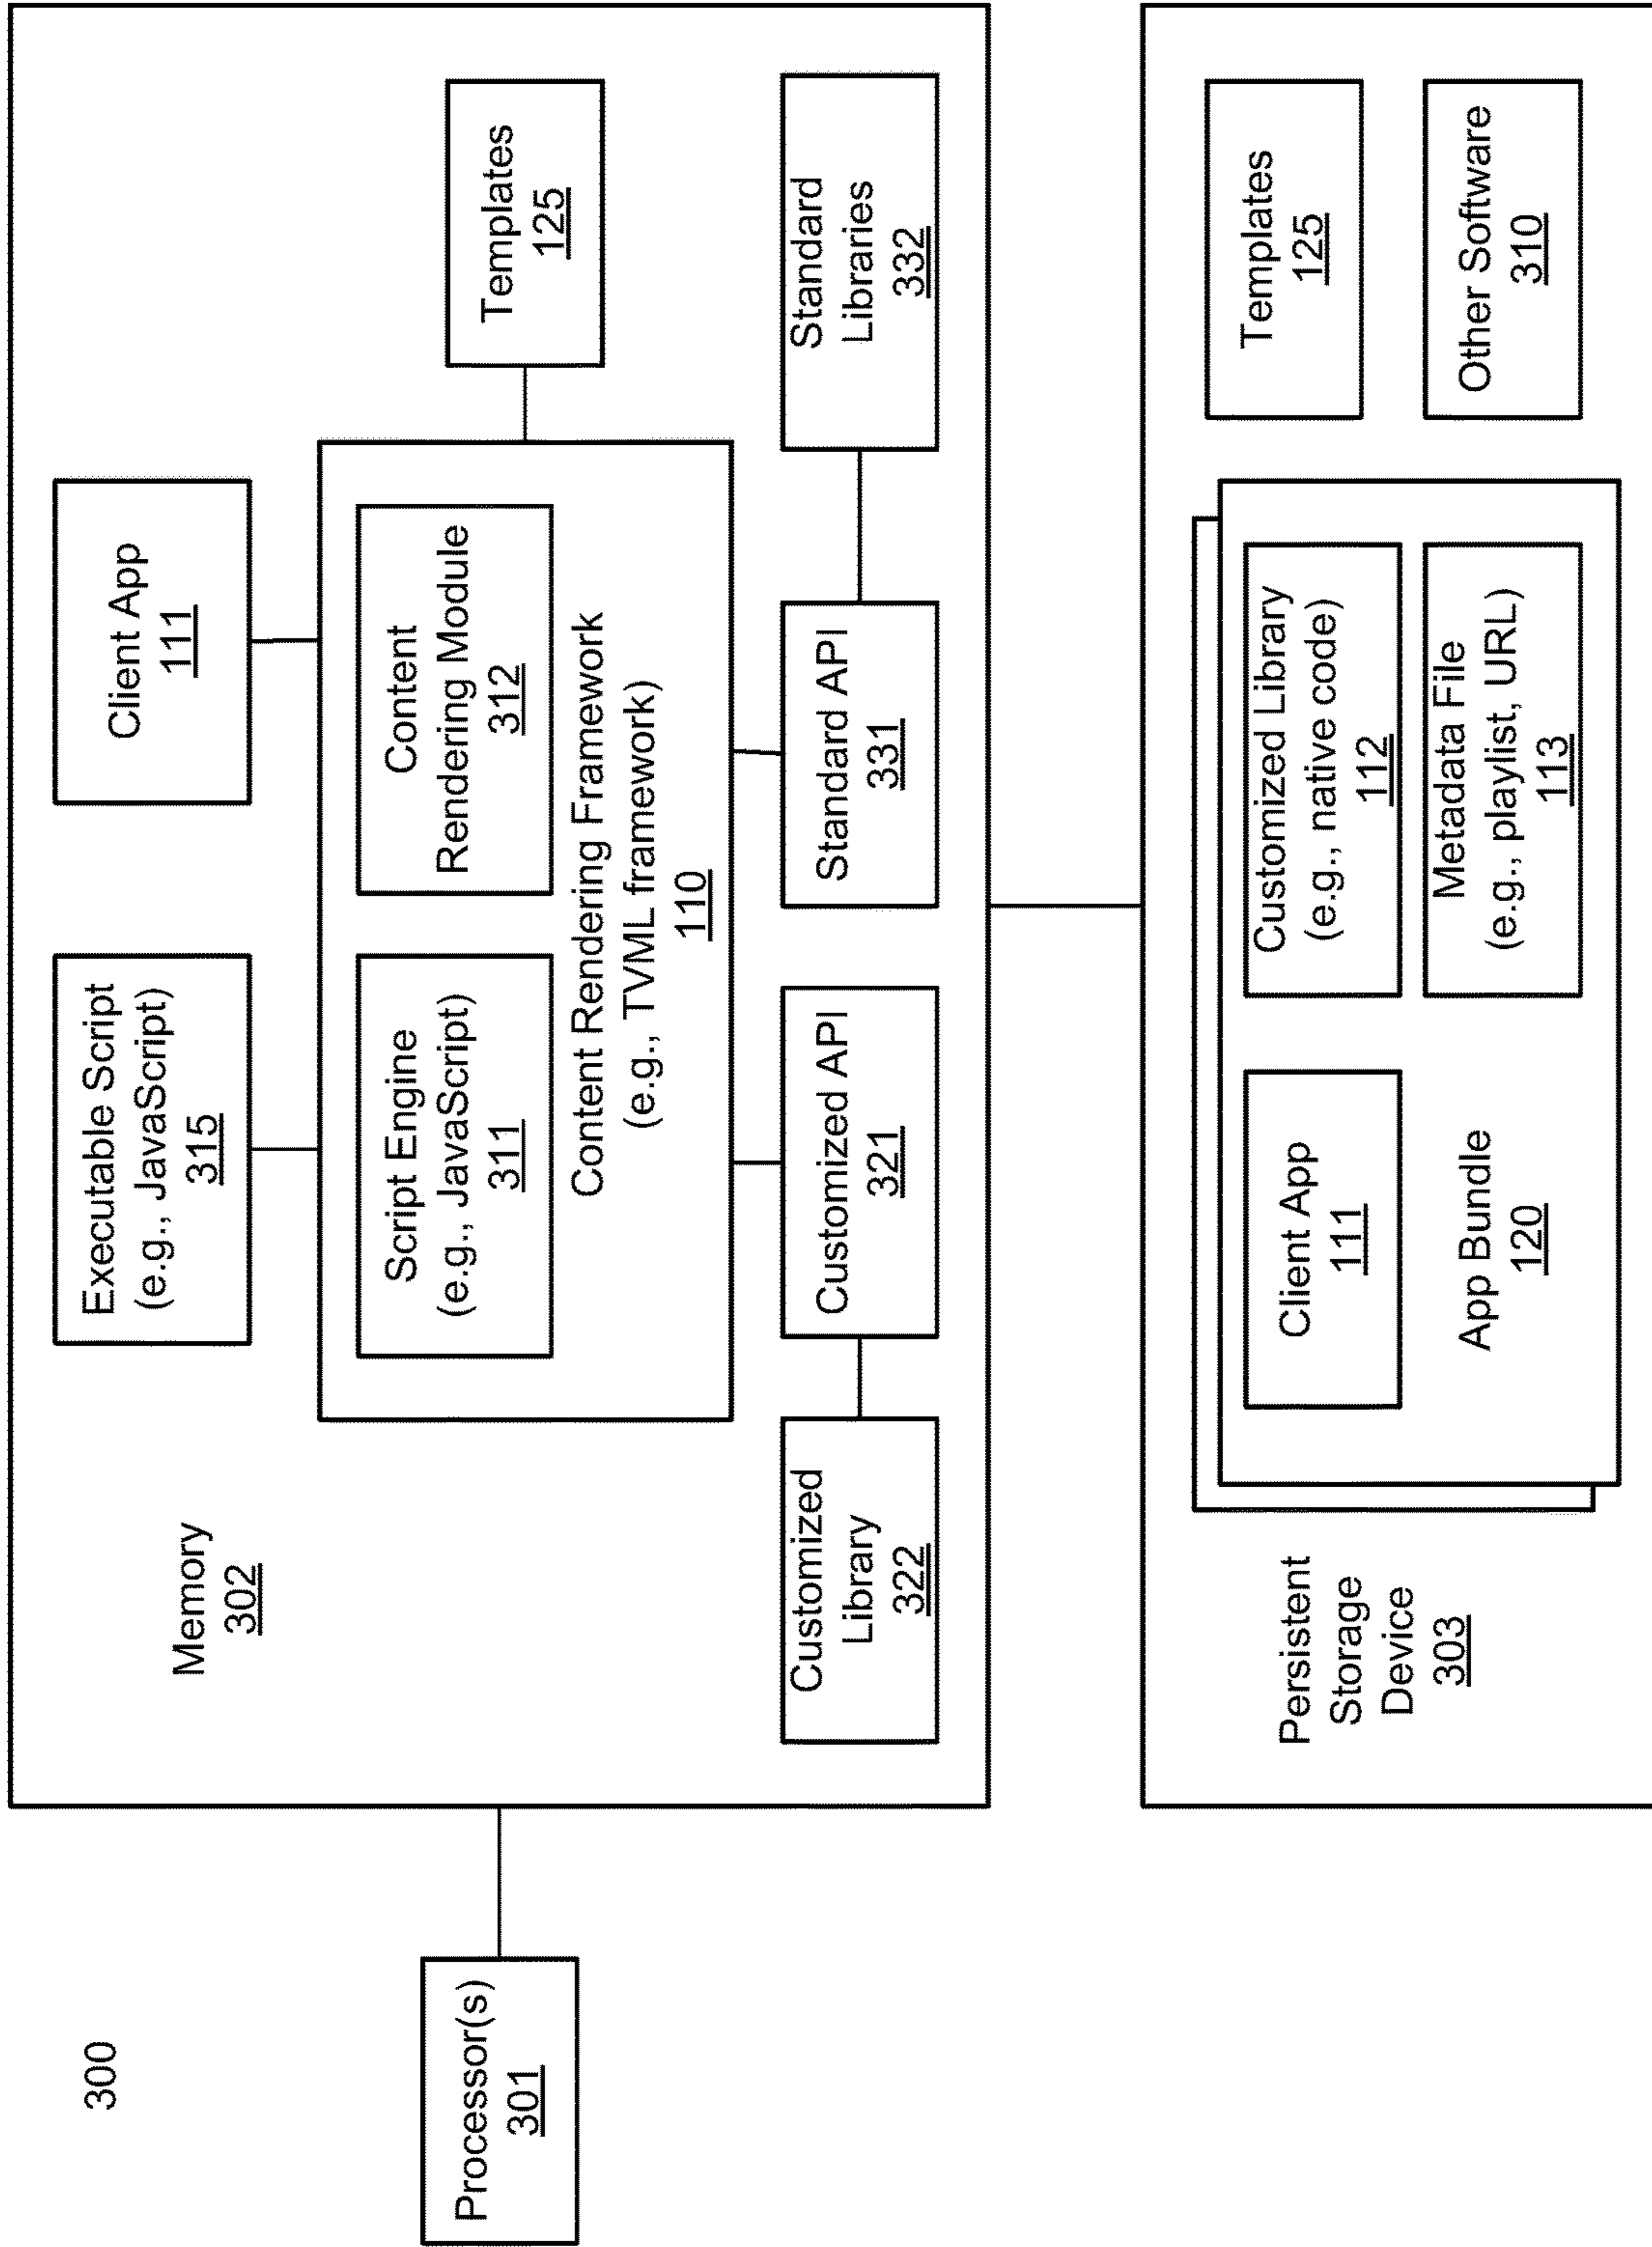 300
Processor(s)
301
Memory
302
Executable Script
(e.g., JavaScript)
315
Client App
111
Script Engine
(e.g., JavaScript)
311
Content
Rendering Module
312
Content Rendering Framework
(e.g., TVML framework)
110
Templates
125
Customized
Library
322
Customized API
321
Standard API
331
Standard
Libraries
332
Persistent
Storage
Device
303
Client App
111
App Bundle
120
Customized Library
(e.g., native code)
112
Metadata File
(e.g., playlist, URL)
113
Templates
125
Other Software
310